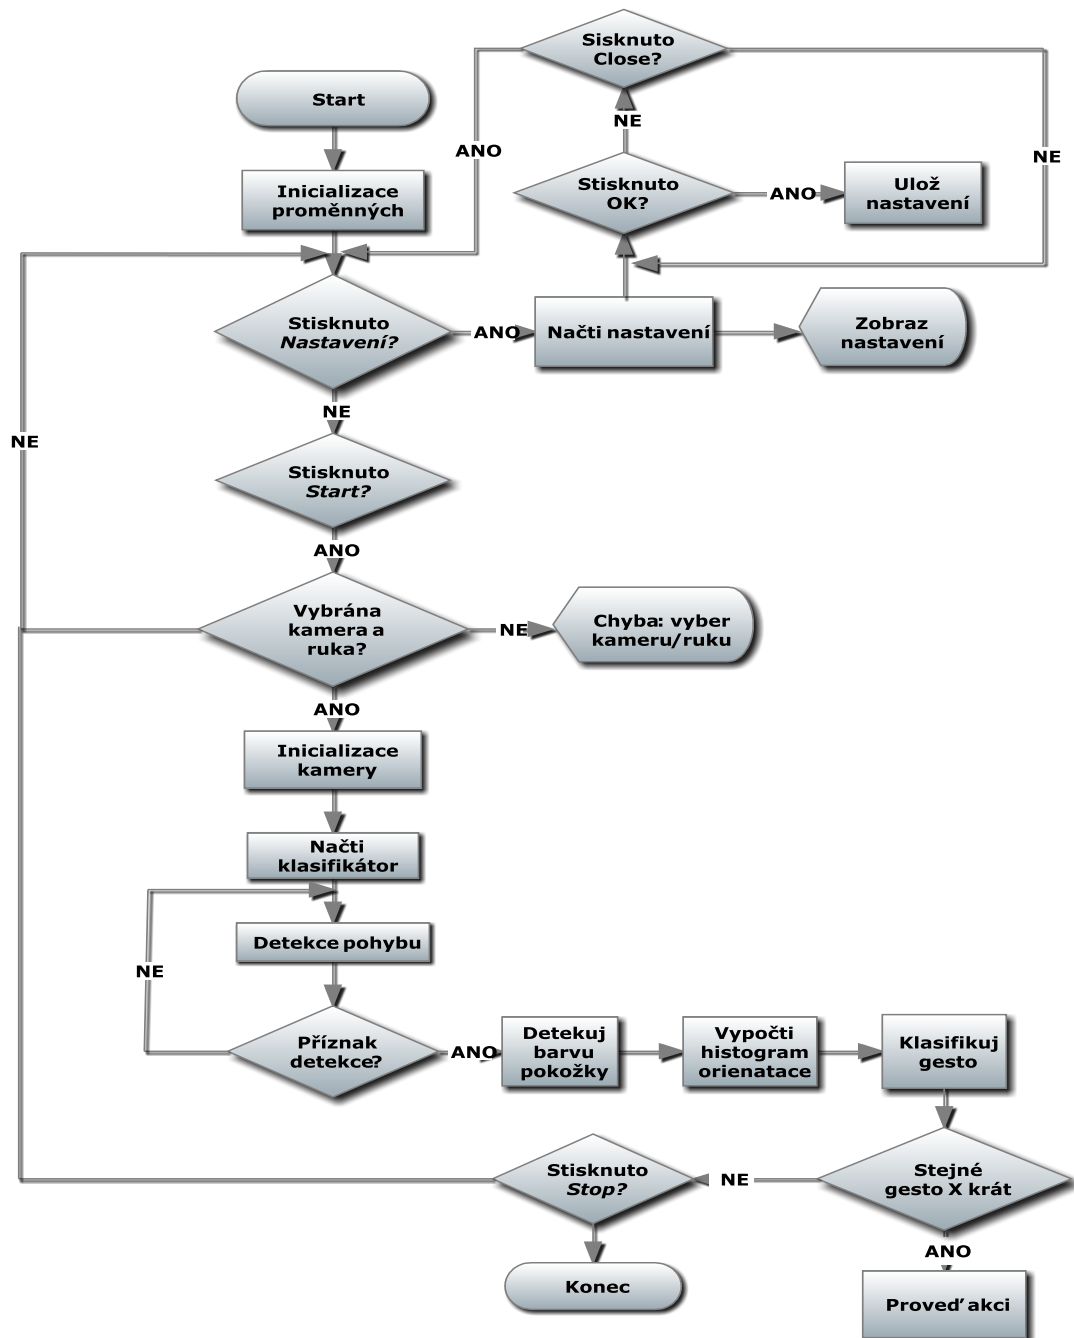 Sisknuto
Close?
Start
NE
ANO
NE
Inicializace
proměnných
Stisknuto
OK?
ANO
Ulož
nastavení
Stisknuto
Nastavení?
ANO
Načti nastavení
Zobraz
nastavení
NE
NE
Stisknuto
Start?
ANO
Vybrána
kamera a
ruka?
NE
Chyba: vyber
kameru/ruku
ANO
Inicializace
kamery
Načti
klasifikátor
Detekce pohybu
NE
Příznak
detekce?
ANO
Detekuj
barvu
pokožky
Vypočti
histogram
orienatace
Klasifikuj
gesto
Stisknuto
Stop?
NE
Stejné
gesto X krát
ANO
Konec
Proveď akci